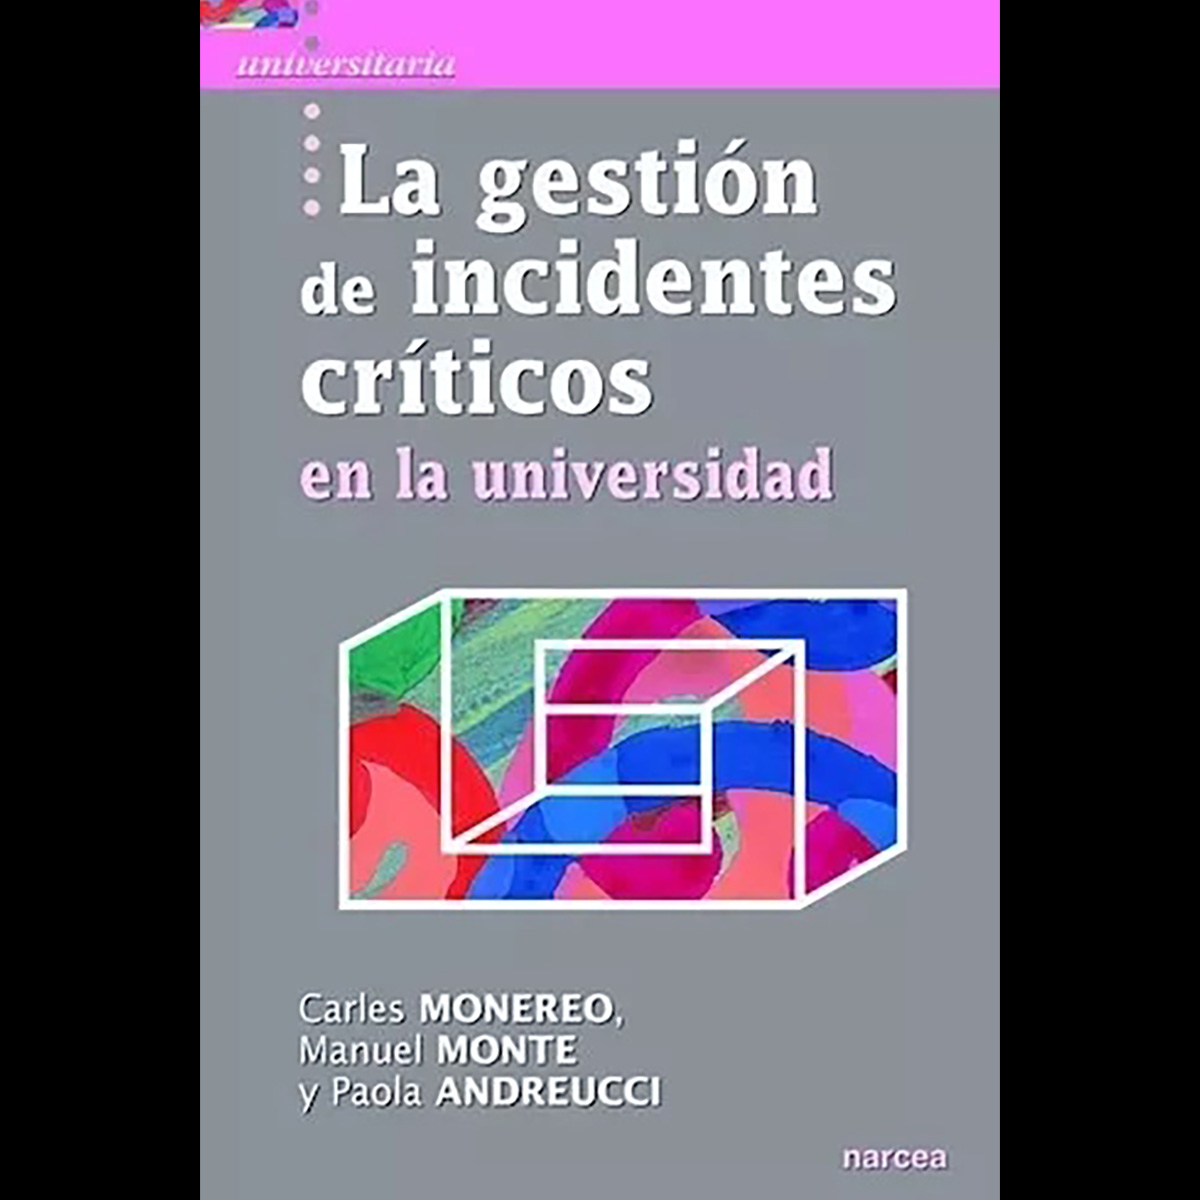 universitaria
La gestión
de incidentes
críticos
en la universidad
Carles MONEREO,
Manuel MONTE
y Paola ANDREUCCI
narcea